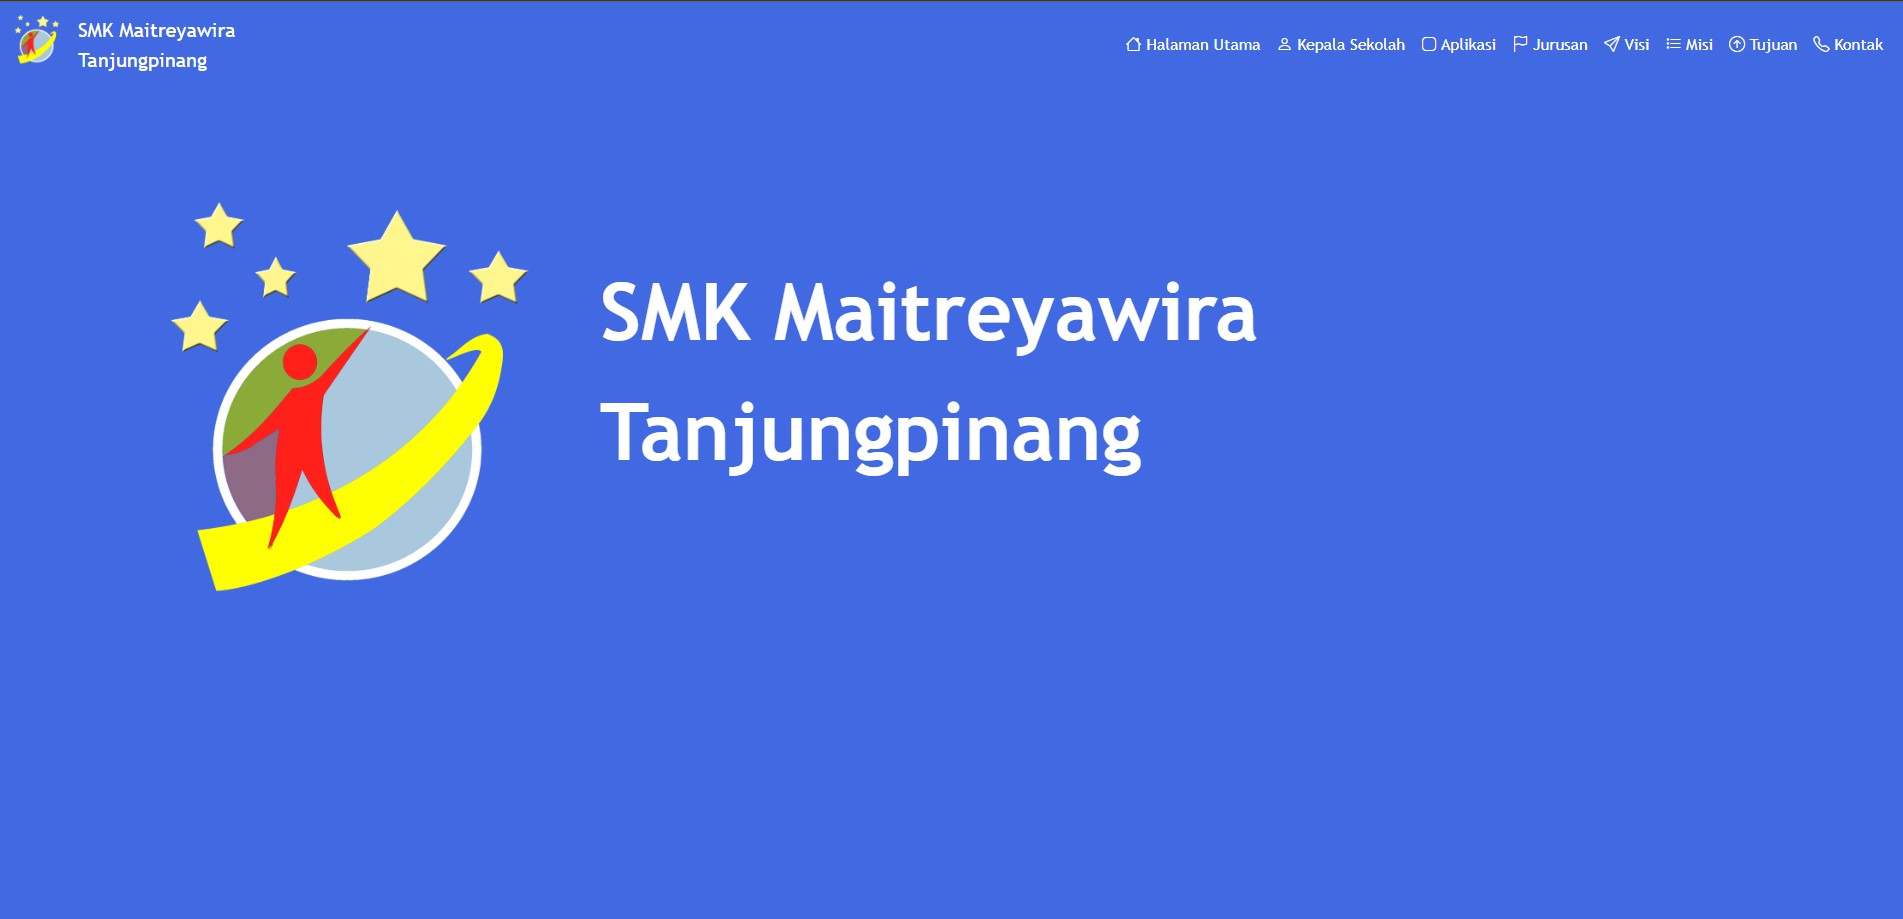 SMK Maitreyawira
Tanjungpinang
Halaman Utama Kepala Sekolah Aplikasi Jurusan Visi Misi Tujuan Kontak
SMK Maitreyawira
Tanjungpinang